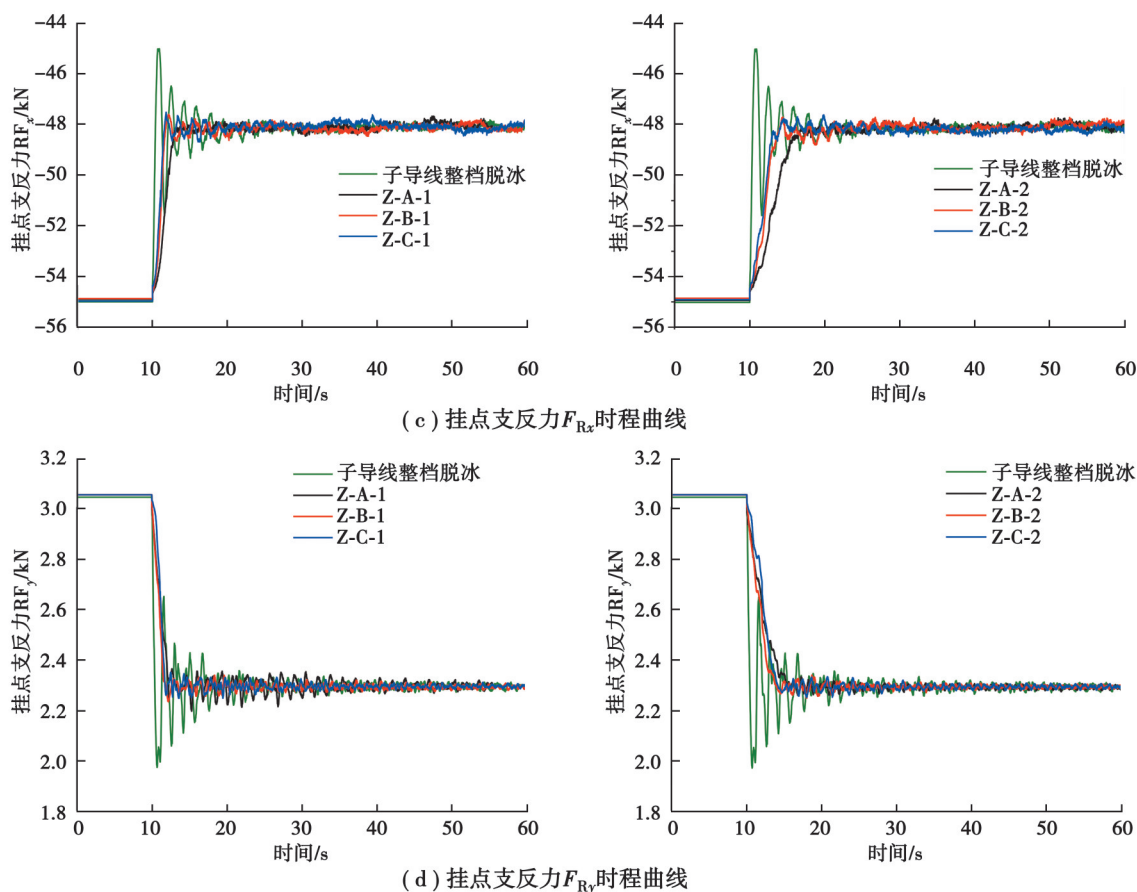 -44
-46
-48
-50
-52
-54
-56
挂点支反力RFx/kN
子导线整档脱冰
Z-A-1
Z-B-1
Z-C-1
0 10 20 30 40 50 60
时间/s
-44
-46
-48
-50
-52
-54
-56
挂点支反力RFx/kN
子导线整档脱冰
Z-A-2
Z-B-2
Z-C-2
0 10 20 30 40 50 60
时间/s
(c)挂点支反力FRx时程曲线
3.2
3.0
2.8
2.6
2.4
2.2
2.0
1.8
挂点支反力RFy/kN
子导线整档脱冰
Z-A-1
Z-B-1
Z-C-1
0 10 20 30 40 50 60
时间/s
3.2
3.0
2.8
2.6
2.4
2.2
2.0
1.8
挂点支反力RFy/kN
子导线整档脱冰
Z-A-2
Z-B-2
Z-C-2
0 10 20 30 40 50 60
时间/s
(d)挂点支反力FRy时程曲线